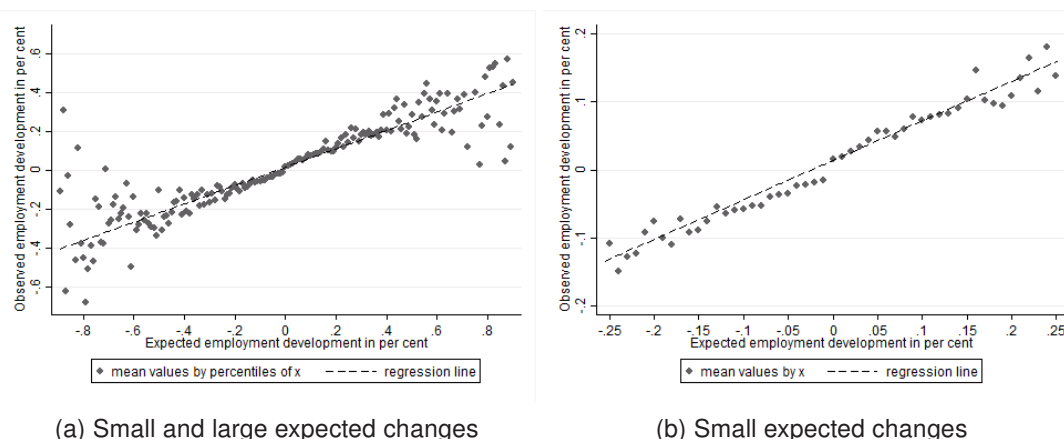 Observed employment development in per cent
.6
.4
.2
0
-.2
-.4
-.6
-.8 -.6 -.4 -.2 0 .2 .4 .6 .8
Expected employment development in per cent
mean values by percentiles of x regression line
(a) Small and large expected changes
Observed employment development in per cent
.2
.1
0
-.1
-.2
-.25 -.2 -.15 -.1 -.05 0 .05 .1 .15 .2 .25
Expected employment development in per cent
mean values by x regression line
(b) Small expected changes